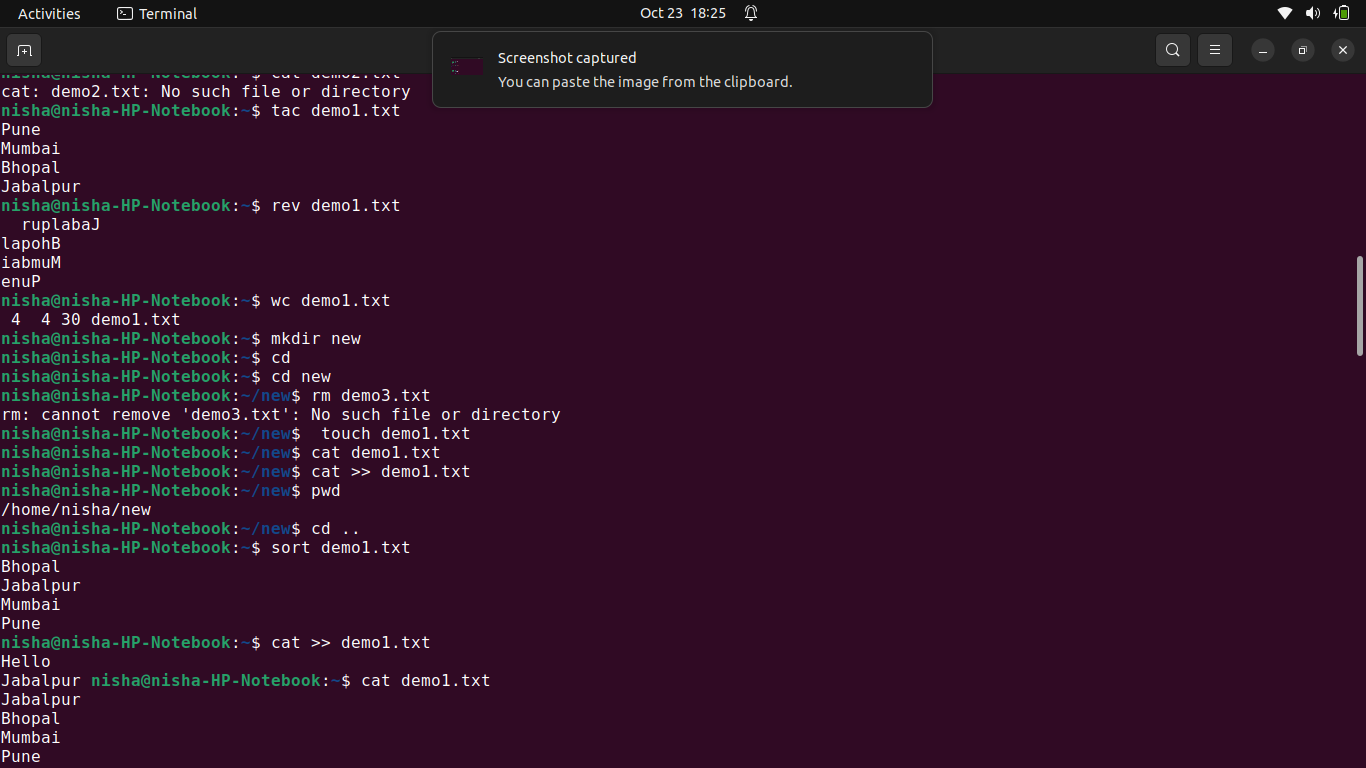 Activities Terminal Oct 23 18:25
Screenshot captured
You can paste the image from the clipboard.
nisha@nisha-HP-Notebook:~$ cat demo2.txt
cat: demo2.txt: No such file or directory
nisha@nisha-HP-Notebook:~$ tac demo1.txt
Pune
Mumbai
Bhopal
Jabalpur
nisha@nisha-HP-Notebook:~$ rev demo1.txt
  ruplabaJ
lapohB
iabmuM
enuP
nisha@nisha-HP-Notebook:~$ wc demo1.txt
 4  4 30 demo1.txt
nisha@nisha-HP-Notebook:~$ mkdir new
nisha@nisha-HP-Notebook:~$ cd
nisha@nisha-HP-Notebook:~$ cd new
nisha@nisha-HP-Notebook:~/new$ rm demo3.txt
rm: cannot remove 'demo3.txt': No such file or directory
nisha@nisha-HP-Notebook:~/new$  touch demo1.txt
nisha@nisha-HP-Notebook:~/new$ cat demo1.txt
nisha@nisha-HP-Notebook:~/new$ cat >> demo1.txt
nisha@nisha-HP-Notebook:~/new$ pwd
/home/nisha/new
nisha@nisha-HP-Notebook:~/new$ cd ..
nisha@nisha-HP-Notebook:~$ sort demo1.txt
Bhopal
Jabalpur
Mumbai
Pune
nisha@nisha-HP-Notebook:~$ cat >> demo1.txt
Hello
Jabalpur nisha@nisha-HP-Notebook:~$ cat demo1.txt
Jabalpur
Bhopal
Mumbai
Pune